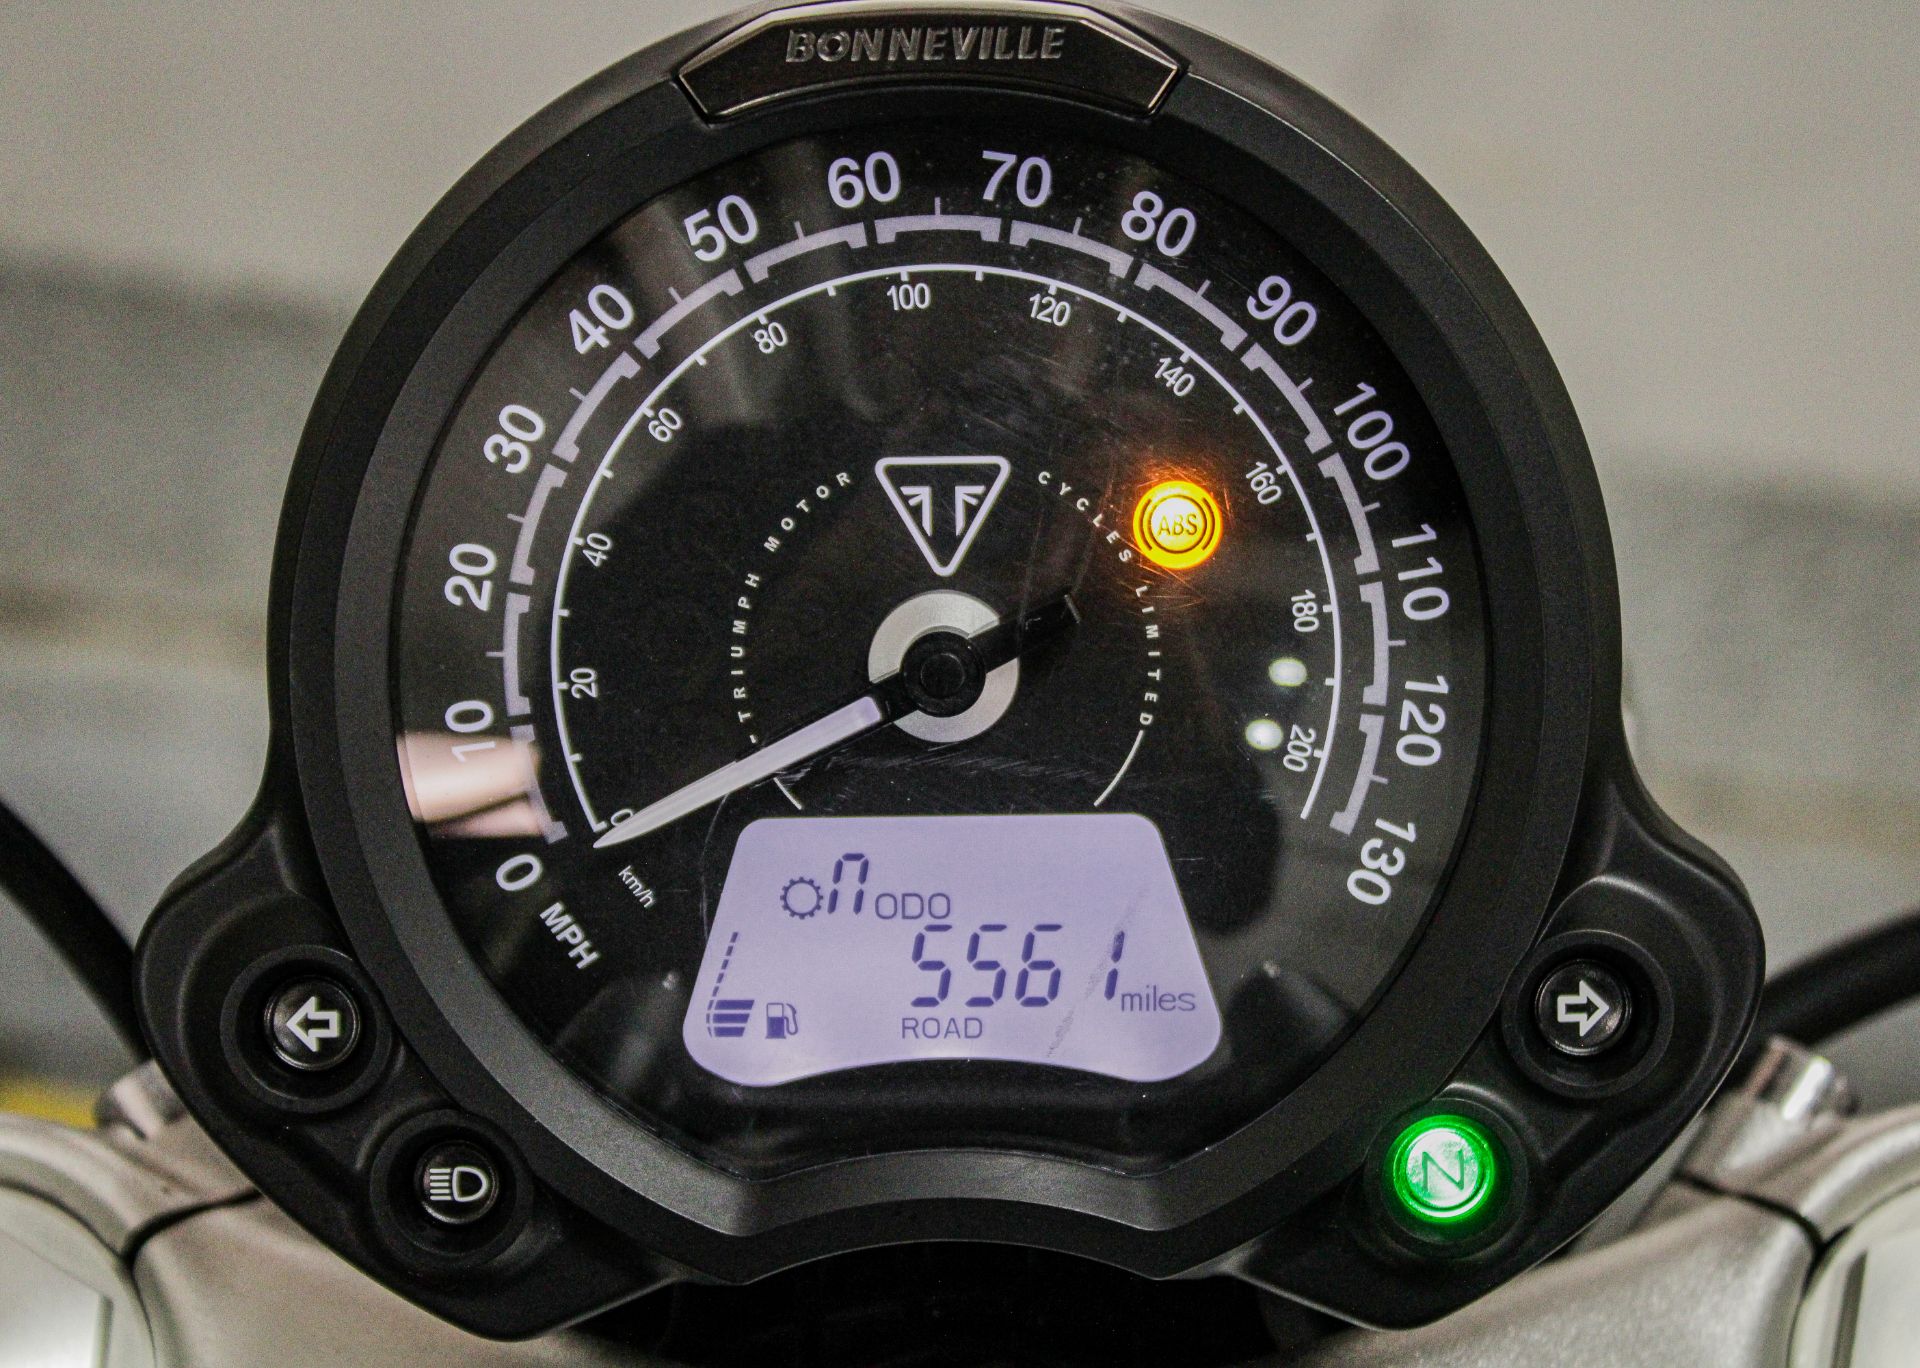 BONNEVILLE
0 10 20 30 40 50 60 70 80 90 100 110 120 130
MPH
0 20 40 60 80 100 120 140 160 180 200
km/h
-TRIUMPH MOTOR CYCLES LIMITED-
ABS
n ODO
5561 miles
ROAD
N